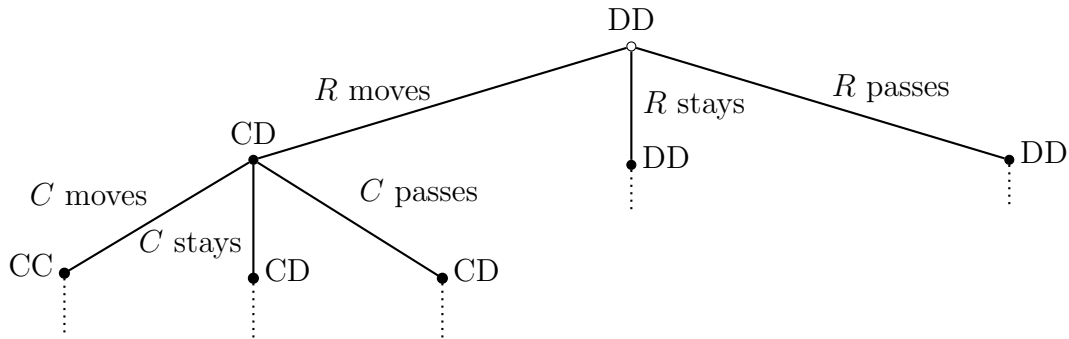 DD
R moves
R stays
R passes
CD
DD
DD
C moves
C stays
C passes
CC
CD
CD